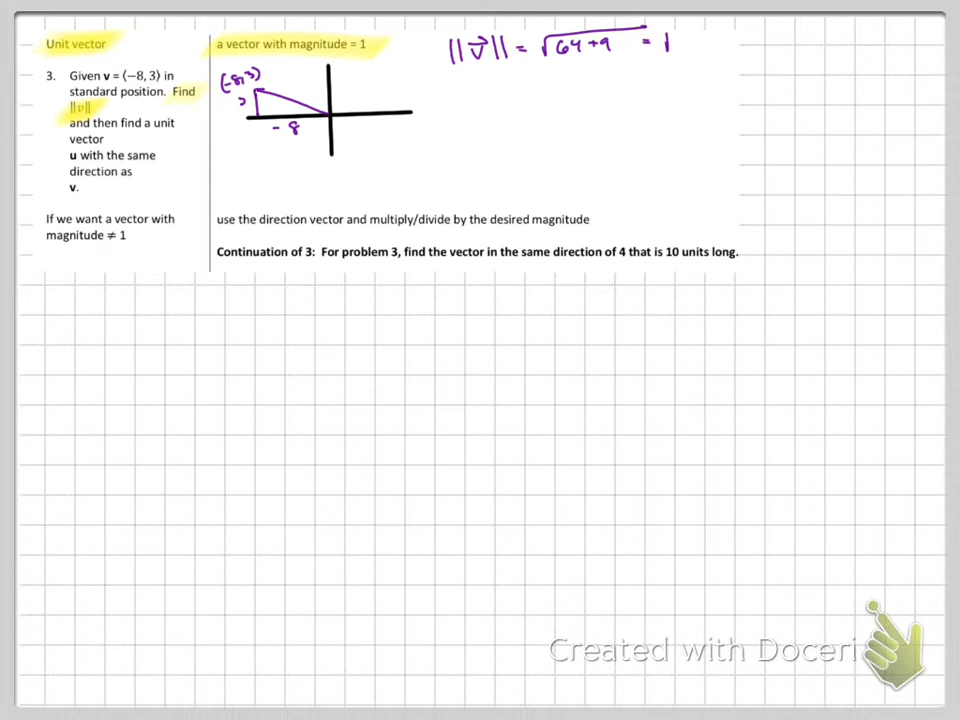 Unit vector
a vector with magnitude = 1
||v⃗|| = √64+9 = √
3. Given v = ⟨−8, 3⟩ in
standard position. Find
||v||
and then find a unit
vector
u with the same
direction as
v.
(-8,3)
3
-8
If we want a vector with
magnitude ≠ 1
use the direction vector and multiply/divide by the desired magnitude
Continuation of 3: For problem 3, find the vector in the same direction of 4 that is 10 units long.
Created with Doceri